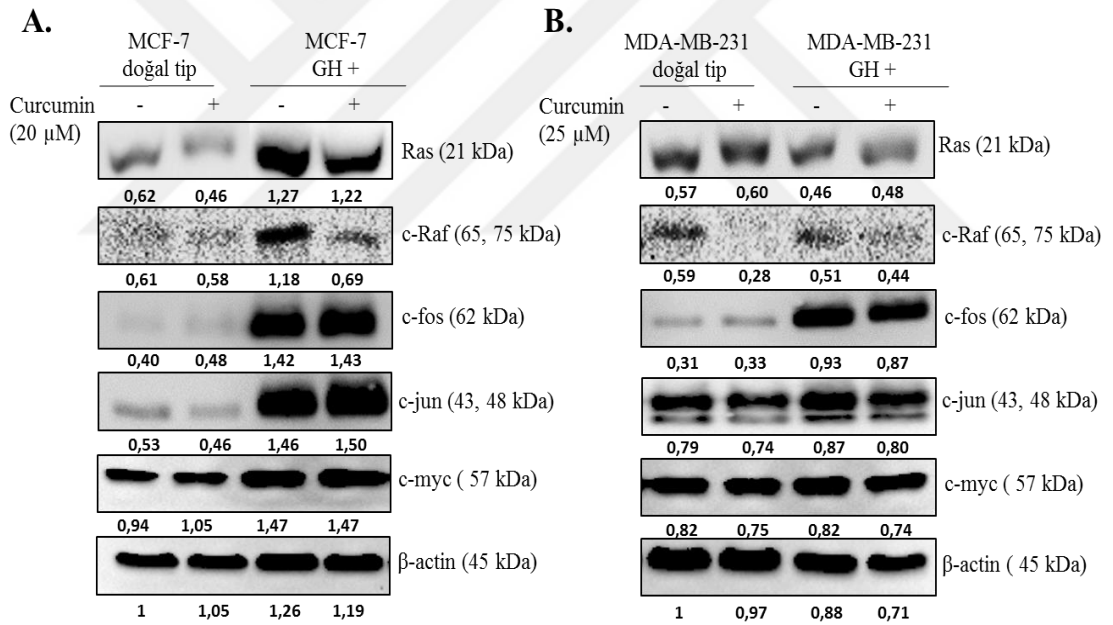 A.
MCF-7
doğal tip
MCF-7
GH +
Curcumin
(20 µM)
- + - +
Ras (21 kDa)
0,62 0,46 1,27 1,22
c-Raf (65, 75 kDa)
0,61 0,58 1,18 0,69
c-fos (62 kDa)
0,40 0,48 1,42 1,43
c-jun (43, 48 kDa)
0,53 0,46 1,46 1,50
c-myc ( 57 kDa)
0,94 1,05 1,47 1,47
β-actin (45 kDa)
1 1,05 1,26 1,19
B.
MDA-MB-231
doğal tip
MDA-MB-231
GH +
Curcumin
(25 µM)
- + - +
Ras (21 kDa)
0,57 0,60 0,46 0,48
c-Raf (65, 75 kDa)
0,59 0,28 0,51 0,44
c-fos (62 kDa)
0,31 0,33 0,93 0,87
c-jun (43, 48 kDa)
0,79 0,74 0,87 0,80
c-myc ( 57 kDa)
0,82 0,75 0,82 0,74
β-actin ( 45 kDa)
1 0,97 0,88 0,71